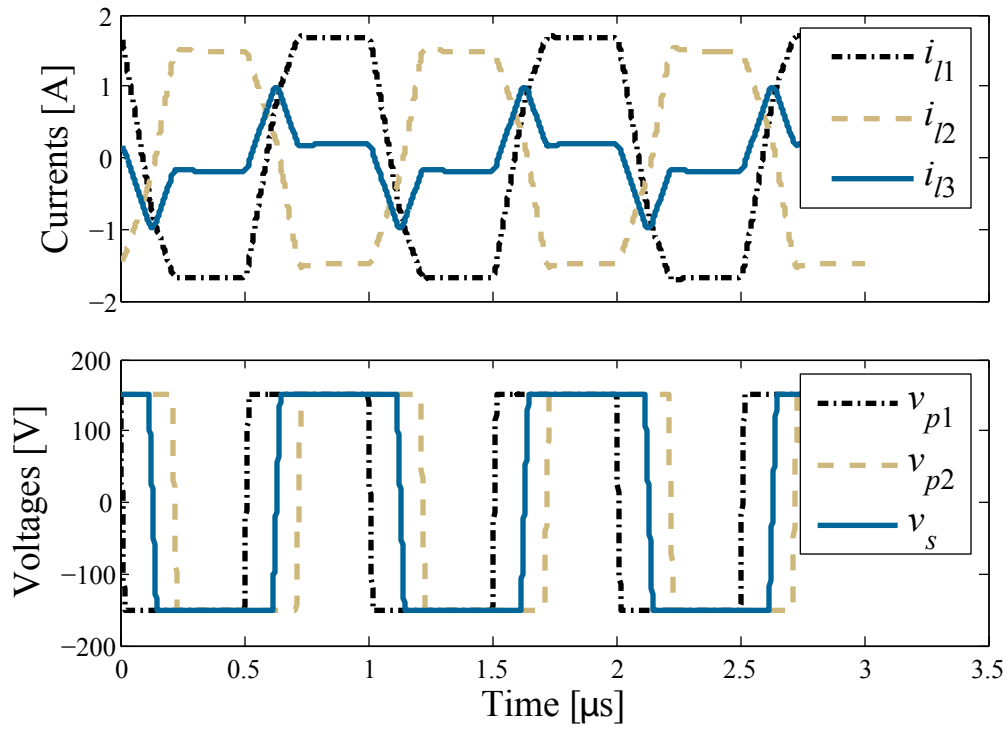 Currents [A]
2
1
0
−1
−2
i_l1
i_l2
i_l3
Voltages [V]
200
100
0
−100
−200
v_p1
v_p2
v_s
0 0.5 1 1.5 2 2.5 3 3.5
Time [μs]